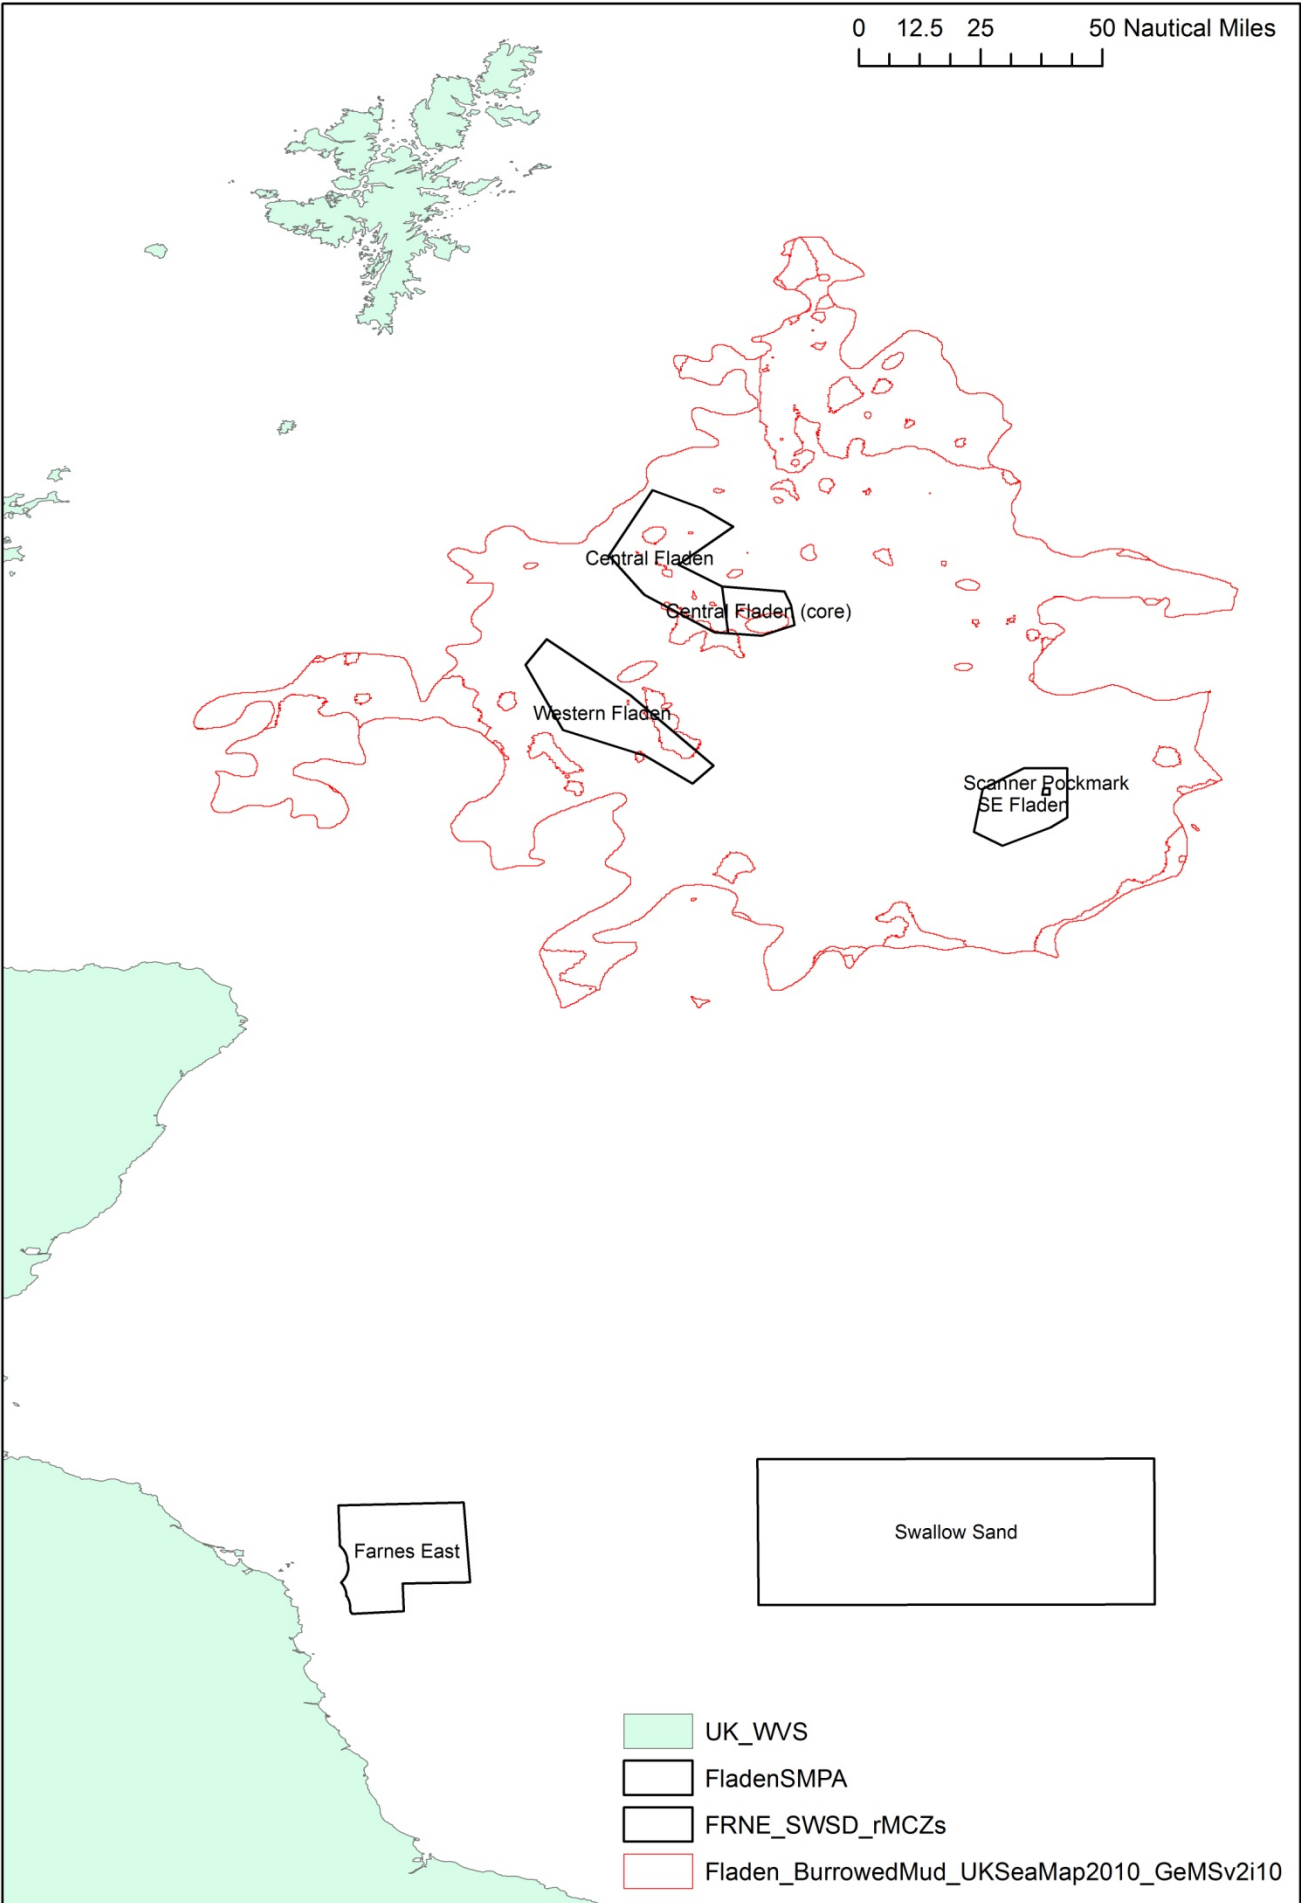 0 12.5 25 50 Nautical Miles
Central Fladen
Central Fladen (core)
Western Fladen
Scanner Pockmark
SE Fladen
Swallow Sand
Farnes East
UK_WVS
FladenSMPA
FRNE_SWSD_rMCZs
Fladen_BurrowedMud_UKSeaMap2010_GeMSv2i10